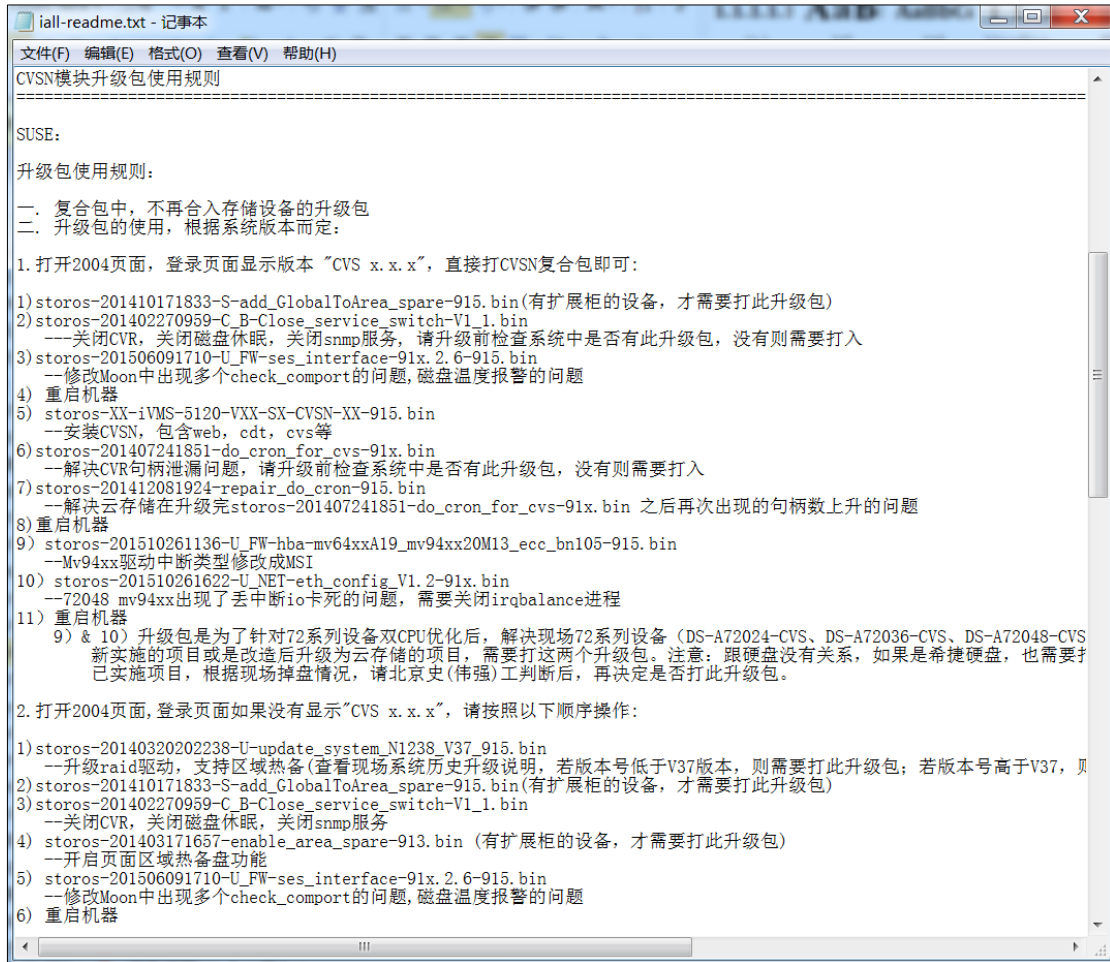 iall-readme.txt - 记事本
文件(F) 编辑(E) 格式(O) 查看(V) 帮助(H)
CVSN模块升级包使用规则
================================================================================
SUSE:
升级包使用规则:
一. 复合包中,不再合入存储设备的升级包
二. 升级包的使用,根据系统版本而定:
1.打开2004页面,登录页面显示版本 "CVS x.x.x",直接打CVSN复合包即可:
1)storos-201410171833-S-add_GlobalToArea_spare-915.bin(有扩展柜的设备,才需要打此升级包)
2)storos-201402270959-C_B-Close_service_switch-V1_1.bin
---关闭CVR,关闭磁盘休眠,关闭snmp服务, 请升级前检查系统中是否有此升级包,没有则需要打入
3)storos-201506091710-U_FW-ses_interface-91x.2.6-915.bin
--修改Moon中出现多个check_comport的问题,磁盘温度报警的问题
4) 重启机器
5) storos-XX-iVMS-5120-VXX-SX-CVSN-XX-915.bin
--安装CVSN,包含web,cdt,cvs等
6)storos-201407241851-do_cron_for_cvs-91x.bin
--解决CVR句柄泄漏问题,请升级前检查系统中是否有此升级包,没有则需要打入
7)storos-201412081924-repair_do_cron-915.bin
--解决云存储在升级完storos-201407241851-do_cron_for_cvs-91x.bin 之后再次出现的句柄数上升的问题
8)重启机器
9) storos-201510261136-U_FW-hba-mv64xxA19_mv94xx20M13_ecc_bn105-915.bin
--Mv94xx驱动中断类型修改成MSI
10) storos-201510261622-U_NET-eth_config_V1.2-91x.bin
--72048 mv94xx出现了丢中断io卡死的问题,需要关闭irqbalance进程
11) 重启机器
9)& 10)升级包是为了针对72系列设备双CPU优化后,解决现场72系列设备(DS-A72024-CVS、DS-A72036-CVS、DS-A72048-CVS
新实施的项目或是改造后升级为云存储的项目,需要打这两个升级包。注意:跟硬盘没有关系,如果是希捷硬盘,也需要打
已实施项目,根据现场掉盘情况,请北京史(伟强)工判断后,再决定是否打此升级包。
2.打开2004页面,登录页面如果没有显示"CVS x.x.x",请按照以下顺序操作:
1)storos-20140320202238-U-update_system_N1238_V37_915.bin
--升级raid驱动,支持区域热备(查看现场系统历史升级说明,若版本号低于V37版本,则需要打此升级包;若版本号高于V37,则
2)storos-201410171833-S-add_GlobalToArea_spare-915.bin(有扩展柜的设备,才需要打此升级包)
3)storos-201402270959-C_B-Close_service_switch-V1_1.bin
--关闭CVR,关闭磁盘休眠,关闭snmp服务
4) storos-201403171657-enable_area_spare-913.bin (有扩展柜的设备,才需要打此升级包)
--开启页面区域热备盘功能
5) storos-201506091710-U_FW-ses_interface-91x.2.6-915.bin
--修改Moon中出现多个check_comport的问题,磁盘温度报警的问题
6) 重启机器